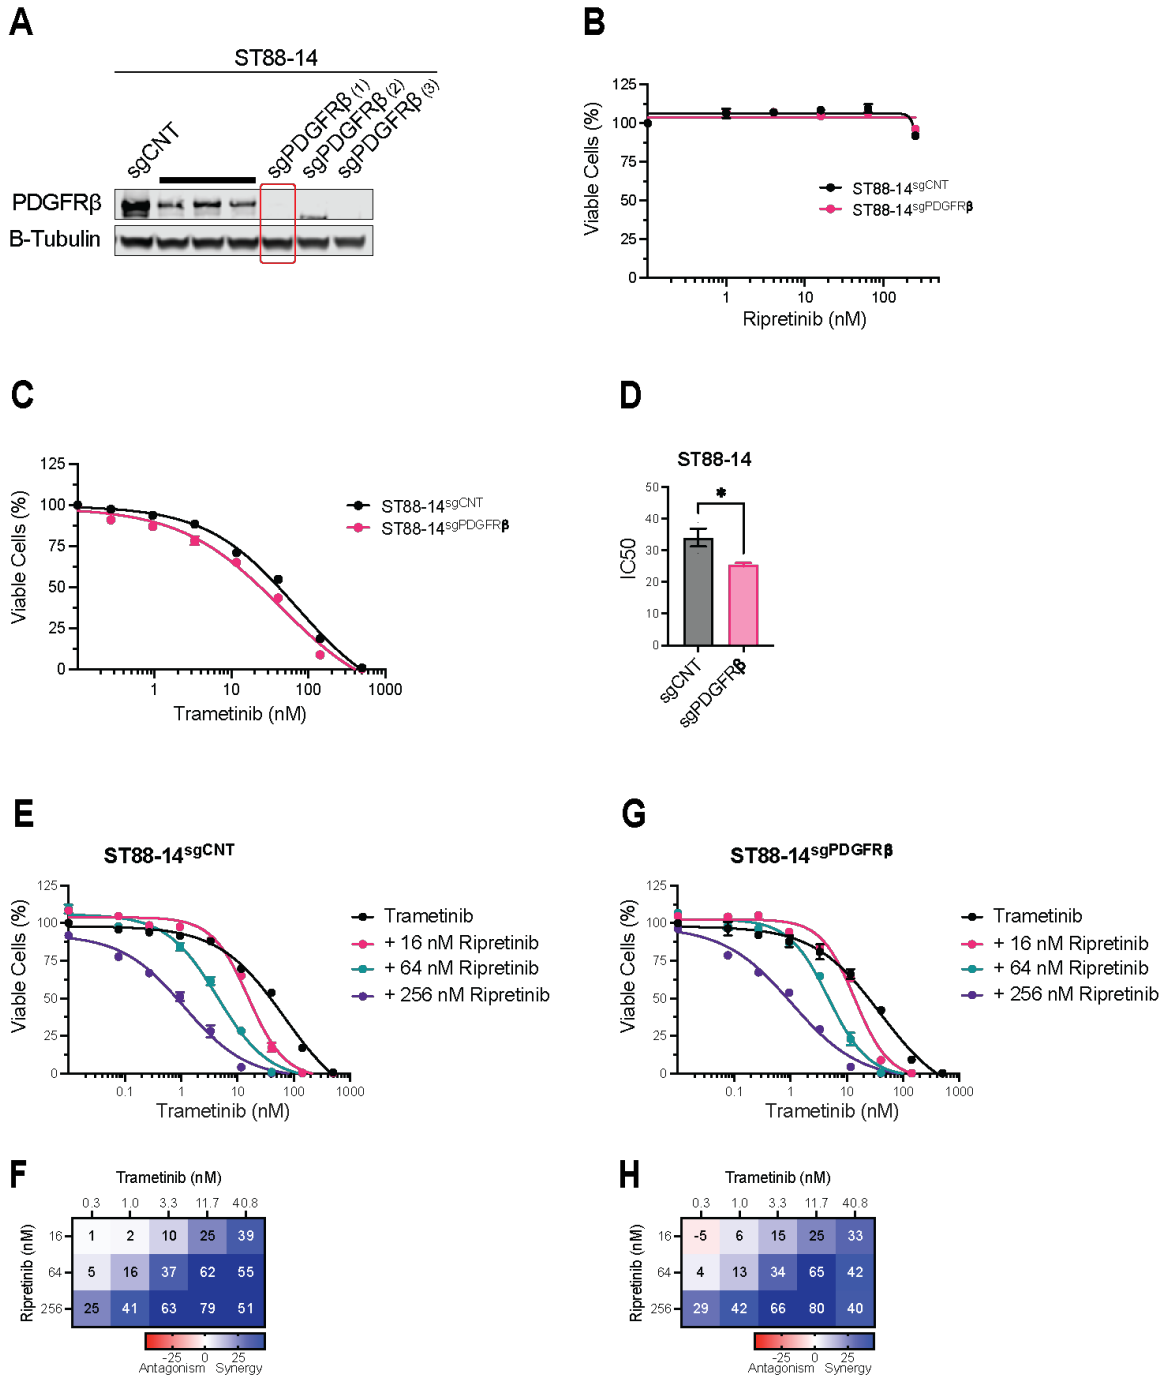 A
ST88-14
sgCNT
sgPDGFRβ (1)
sgPDGFRβ (2)
sgPDGFRβ (3)
PDGFRβ
B-Tubulin
B
125
100
75
50
25
0
Viable Cells (%)
ST88-14sgCNT
ST88-14sgPDGFRβ
1 10 100
Ripretinib (nM)
C
125
100
75
50
25
0
Viable Cells (%)
ST88-14sgCNT
ST88-14sgPDGFRβ
1 10 100 1000
Trametinib (nM)
D
ST88-14
*
50
40
30
20
10
0
IC50
sgCNT
sgPDGFRβ
E
ST88-14sgCNT
125
100
75
50
25
0
Viable Cells (%)
Trametinib
+ 16 nM Ripretinib
+ 64 nM Ripretinib
+ 256 nM Ripretinib
0.1 1 10 100 1000
Trametinib (nM)
G
ST88-14sgPDGFRβ
125
100
75
50
25
0
Viable Cells (%)
Trametinib
+ 16 nM Ripretinib
+ 64 nM Ripretinib
+ 256 nM Ripretinib
0.1 1 10 100 1000
Trametinib (nM)
F
Trametinib (nM)
0.3 1.0 3.3 11.7 40.8
Ripretinib (nM)
16 1 2 10 25 39
64 5 16 37 62 55
256 25 41 63 79 51
-25 0 25
Antagonism Synergy
H
Trametinib (nM)
0.3 1.0 3.3 11.7 40.8
Ripretinib (nM)
16 -5 6 15 25 33
64 4 13 34 65 42
256 29 42 66 80 40
-25 0 25
Antagonism Synergy